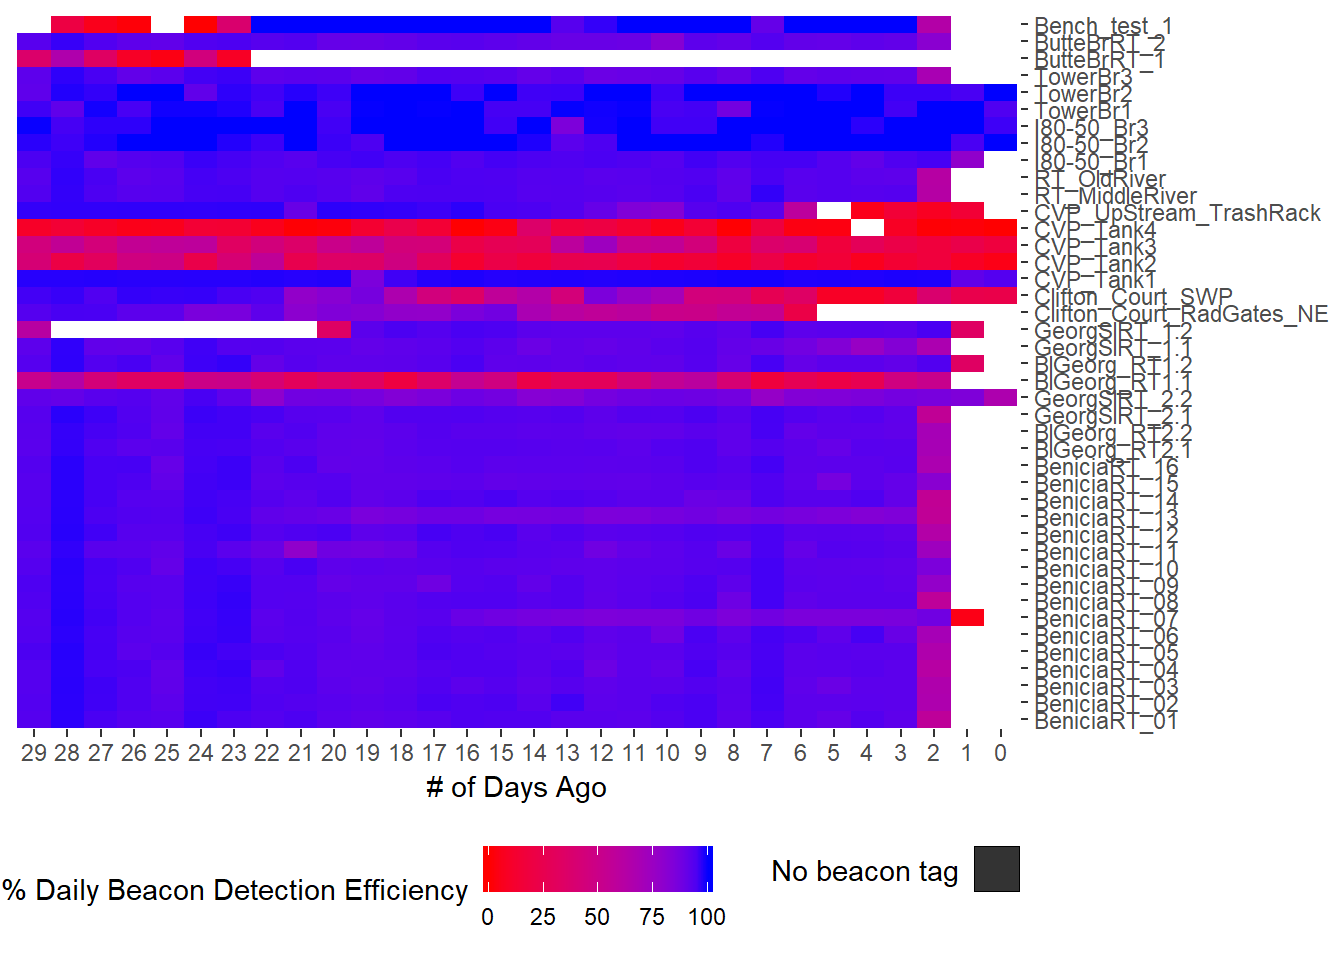 Bench_test_1
ButteBrRT_2
ButteBrRT_1
TowerBr3
TowerBr2
TowerBr1
I80-50_Br3
I80-50_Br2
I80-50_Br1
RT_OldRiver
RT_MiddleRiver
CVP_UpStream_TrashRack
CVP_Tank4
CVP_Tank3
CVP_Tank2
CVP_Tank1
Clifton_Court_SWP
Clifton_Court_RadGates_NE
GeorgSlRT_1.2
GeorgSlRT_1.1
BlGeorg_RT1.2
BlGeorg_RT1.1
GeorgSlRT_2.2
GeorgSlRT_2.1
BlGeorg_RT2.2
BlGeorg_RT2.1
BeniciaRT_16
BeniciaRT_15
BeniciaRT_14
BeniciaRT_13
BeniciaRT_12
BeniciaRT_11
BeniciaRT_10
BeniciaRT_09
BeniciaRT_08
BeniciaRT_07
BeniciaRT_06
BeniciaRT_05
BeniciaRT_04
BeniciaRT_03
BeniciaRT_02
BeniciaRT_01
29 28 27 26 25 24 23 22 21 20 19 18 17 16 15 14 13 12 11 10 9 8 7 6 5 4 3 2 1 0
# of Days Ago
% Daily Beacon Detection Efficiency
0 25 50 75 100
No beacon tag